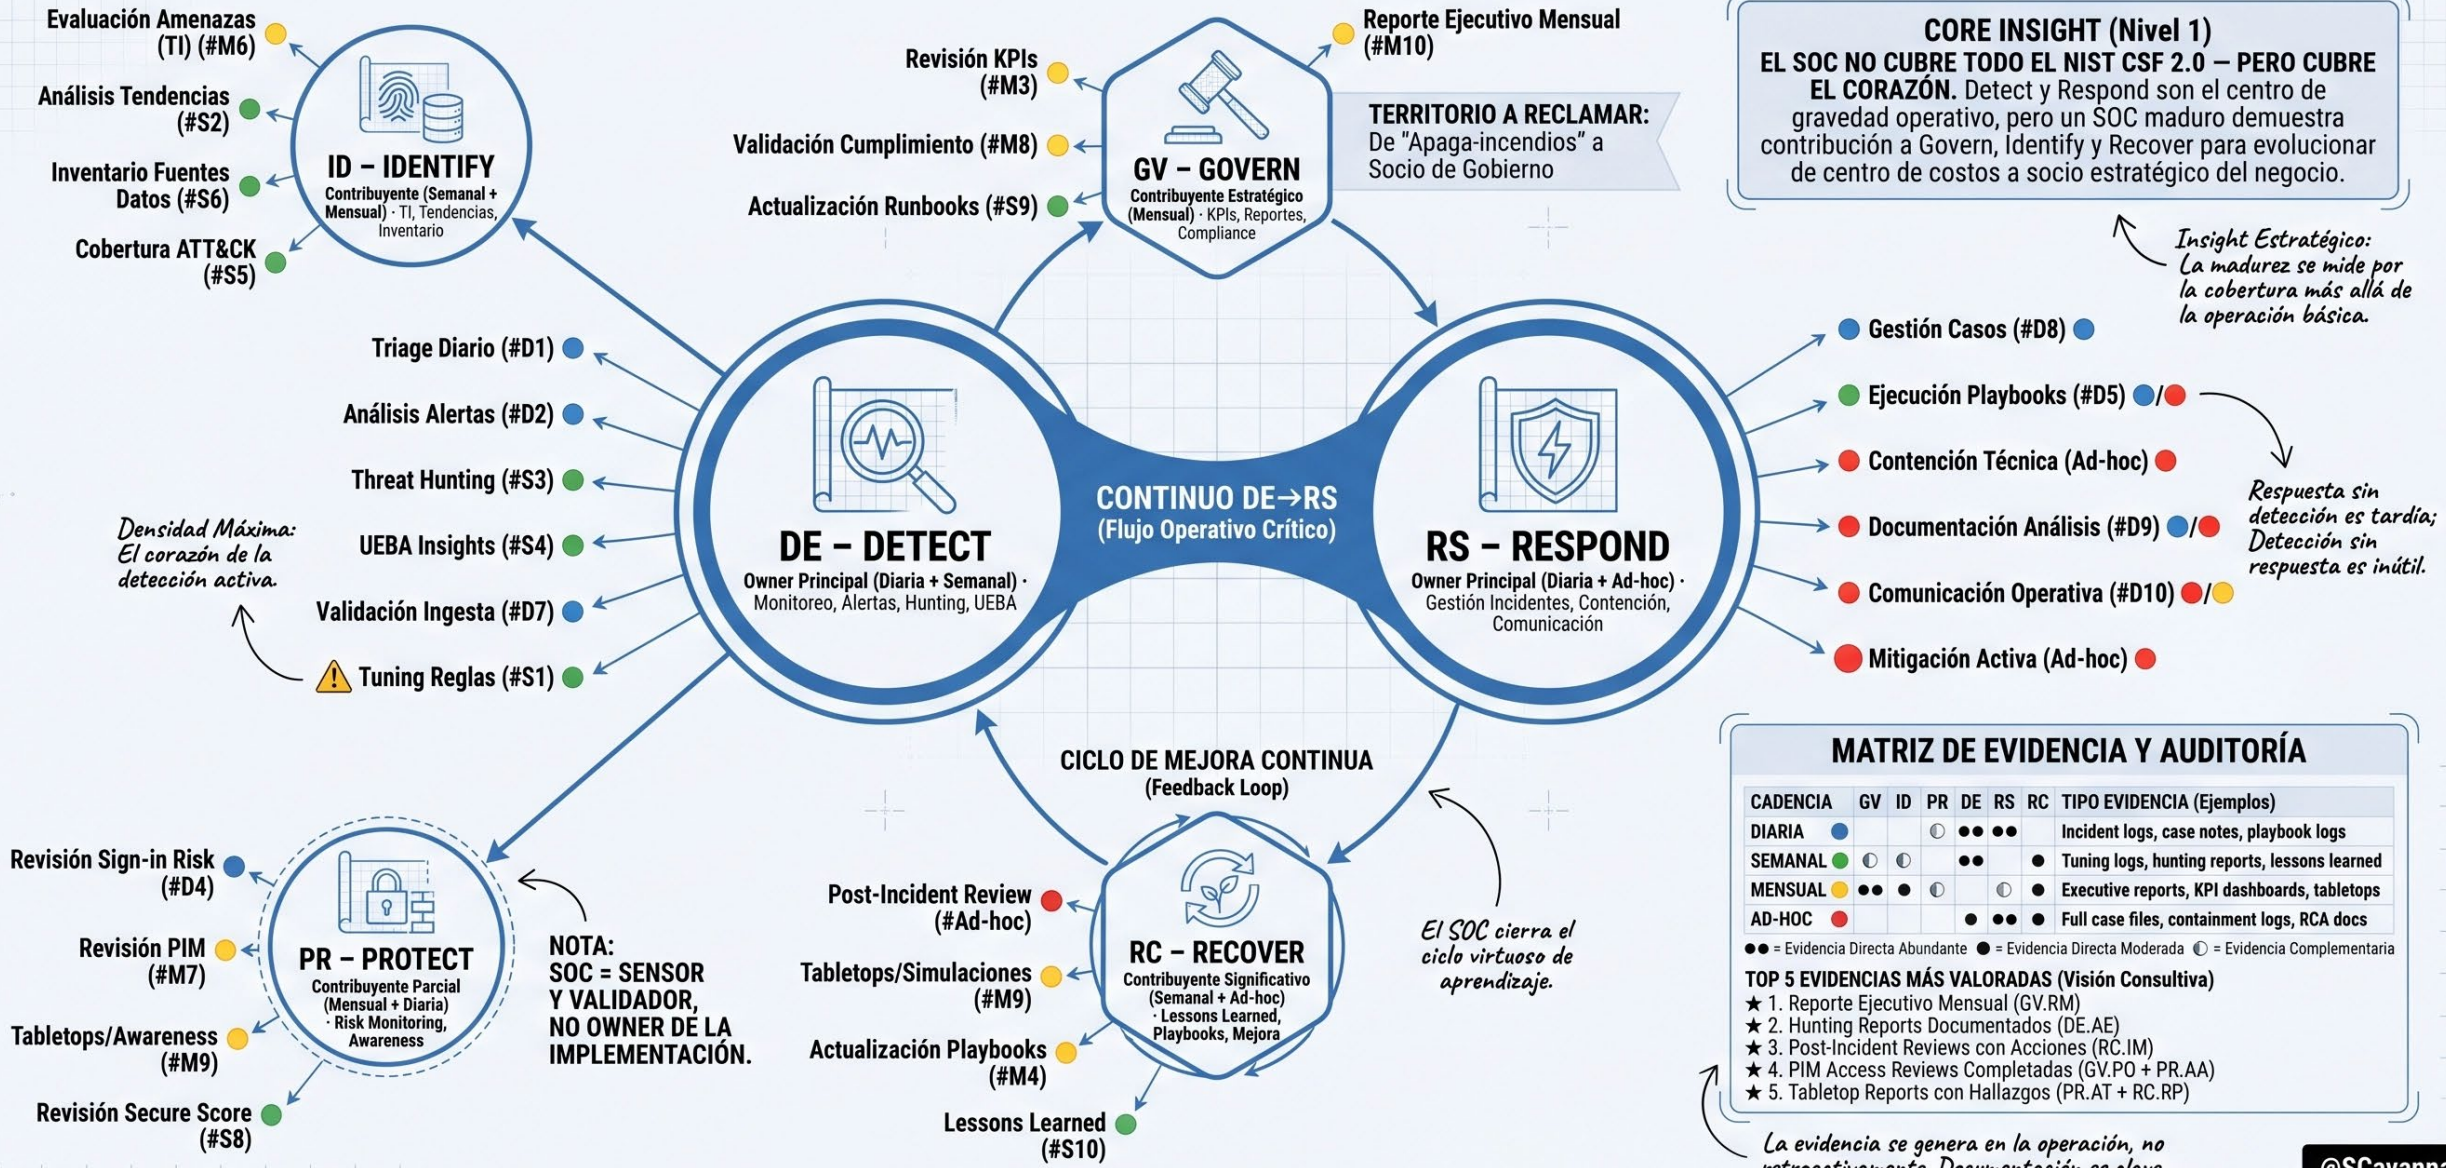 Evaluación Amenazas
(TI) (#M6)
Análisis Tendencias
(#S2)
Inventario Fuentes
Datos (#S6)
Cobertura ATT&CK
(#S5)
ID – IDENTIFY
Contribuyente (Semanal +
Mensual) · TI, Tendencias,
Inventario
Revisión KPIs
(#M3)
Validación Cumplimiento (#M8)
Actualización Runbooks (#S9)
Reporte Ejecutivo Mensual
(#M10)
GV – GOVERN
Contribuyente Estratégico
(Mensual) · KPIs, Reportes,
Compliance
TERRITORIO A RECLAMAR:
De "Apaga-incendios" a
Socio de Gobierno
CORE INSIGHT (Nivel 1)
EL SOC NO CUBRE TODO EL NIST CSF 2.0 – PERO CUBRE
EL CORAZÓN. Detect y Respond son el centro de
gravedad operativo, pero un SOC maduro demuestra
contribución a Govern, Identify y Recover para evolucionar
de centro de costos a socio estratégico del negocio.
Insight Estratégico:
La madurez se mide por
la cobertura más allá de
la operación básica.
Triage Diario (#D1)
Análisis Alertas (#D2)
Threat Hunting (#S3)
UEBA Insights (#S4)
Validación Ingesta (#D7)
Tuning Reglas (#S1)
Densidad Máxima:
El corazón de la
detección activa.
DE – DETECT
Owner Principal (Diaria + Semanal) ·
Monitoreo, Alertas, Hunting, UEBA
CONTINUO DE→RS
(Flujo Operativo Crítico)
RS – RESPOND
Owner Principal (Diaria + Ad-hoc) ·
Gestión Incidentes, Contención,
Comunicación
Gestión Casos (#D8)
Ejecución Playbooks (#D5) /
Contención Técnica (Ad-hoc)
Documentación Análisis (#D9) /
Comunicación Operativa (#D10) /
Mitigación Activa (Ad-hoc)
Respuesta sin
detección es tardía;
Detección sin
respuesta es inútil.
CICLO DE MEJORA CONTINUA
(Feedback Loop)
Revisión Sign-in Risk
(#D4)
Revisión PIM
(#M7)
Tabletops/Awareness
(#M9)
Revisión Secure Score
(#S8)
PR – PROTECT
Contribuyente Parcial
(Mensual + Diaria)
· Risk Monitoring,
Awareness
NOTA:
SOC = SENSOR
Y VALIDADOR,
NO OWNER DE LA
IMPLEMENTACIÓN.
Post-Incident Review
(#Ad-hoc)
Tabletops/Simulaciones
(#M9)
Actualización Playbooks
(#M4)
Lessons Learned
(#S10)
RC – RECOVER
Contribuyente Significativo
(Semanal + Ad-hoc)
· Lessons Learned,
Playbooks, Mejora
El SOC cierra el
ciclo virtuoso de
aprendizaje.
MATRIZ DE EVIDENCIA Y AUDITORÍA
CADENCIA GV ID PR DE RS RC TIPO EVIDENCIA (Ejemplos)
DIARIA ◐ ●● ●● Incident logs, case notes, playbook logs
SEMANAL ◐ ◐ ●● ● Tuning logs, hunting reports, lessons learned
MENSUAL ●● ● ◐ ◐ ● Executive reports, KPI dashboards, tabletops
AD-HOC ● ●● ● Full case files, containment logs, RCA docs
●● = Evidencia Directa Abundante ● = Evidencia Directa Moderada ◐ = Evidencia Complementaria
TOP 5 EVIDENCIAS MÁS VALORADAS (Visión Consultiva)
★ 1. Reporte Ejecutivo Mensual (GV.RM)
★ 2. Hunting Reports Documentados (DE.AE)
★ 3. Post-Incident Reviews con Acciones (RC.IM)
★ 4. PIM Access Reviews Completadas (GV.PO + PR.AA)
★ 5. Tabletop Reports con Hallazgos (PR.AT + RC.RP)
La evidencia se genera en la operación, no